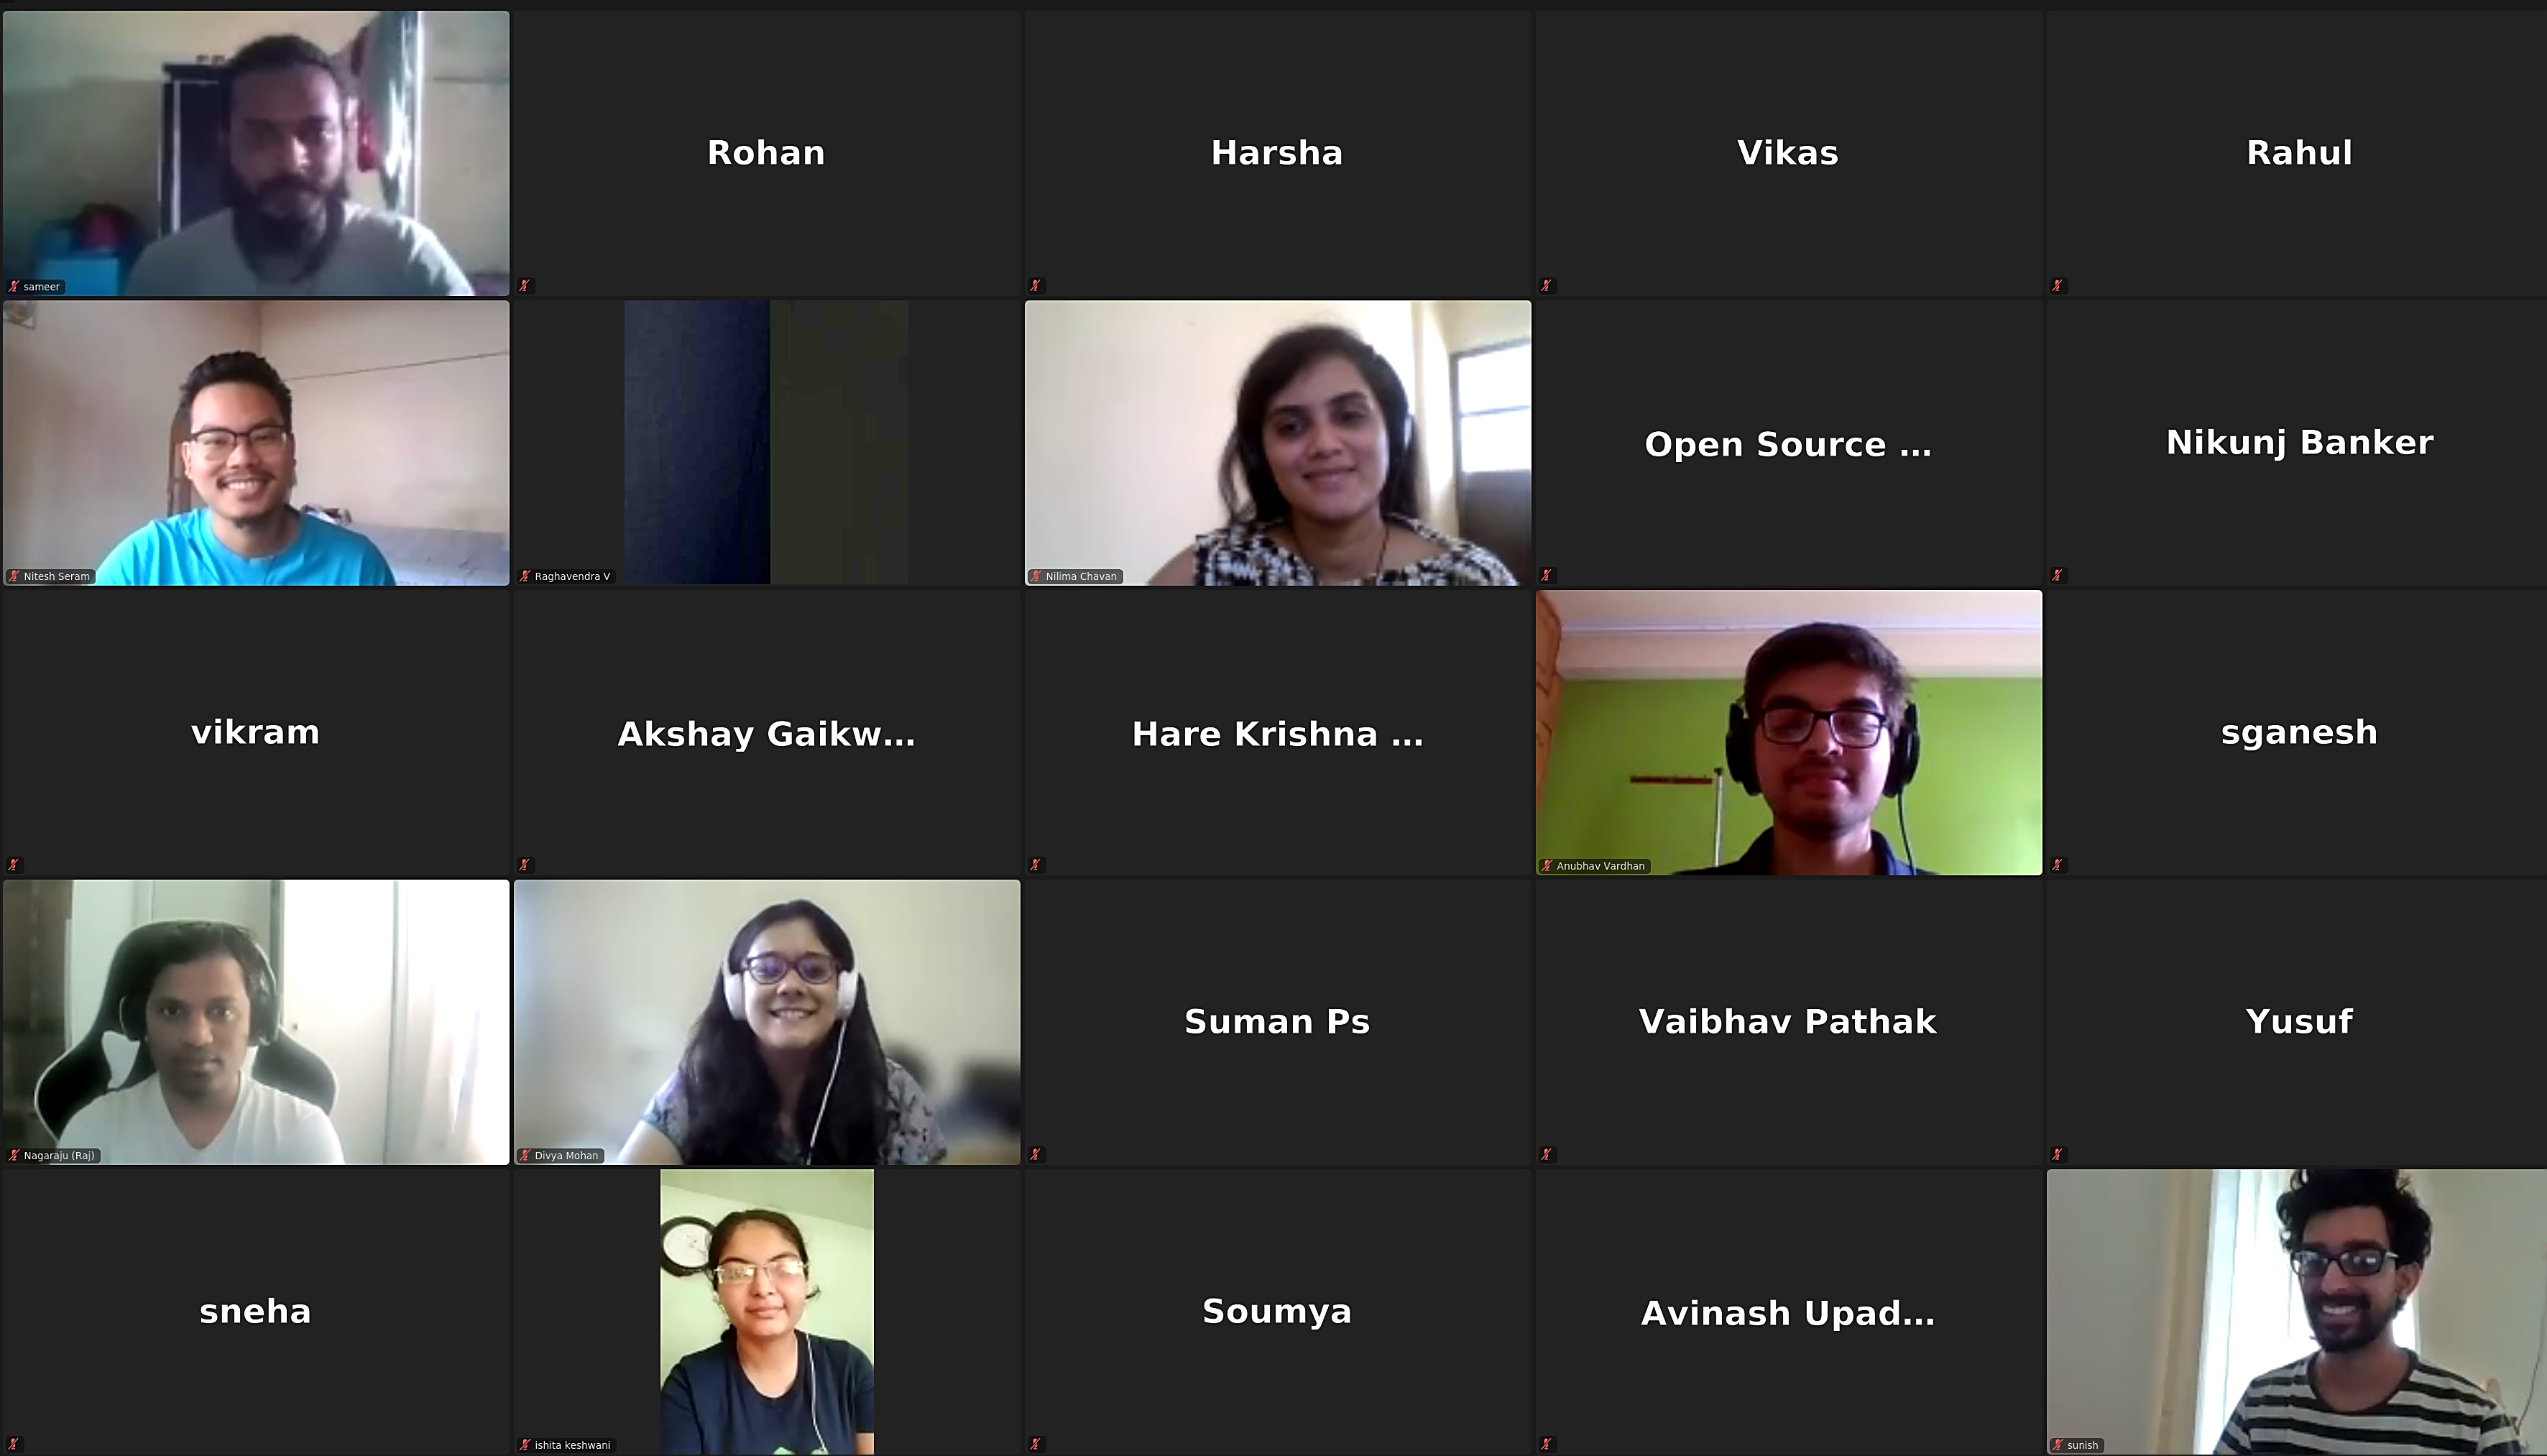 sameer
Rohan
Harsha
Vikas
Rahul
Nitesh Seram
Raghavendra V
Nilima Chavan
Open Source ...
Nikunj Banker
vikram
Akshay Gaikw...
Hare Krishna ...
Anubhav Vardhan
sganesh
Nagaraju (Raj)
Divya Mohan
Suman Ps
Vaibhav Pathak
Yusuf
sneha
ishita keshwani
Soumya
Avinash Upad...
sunish